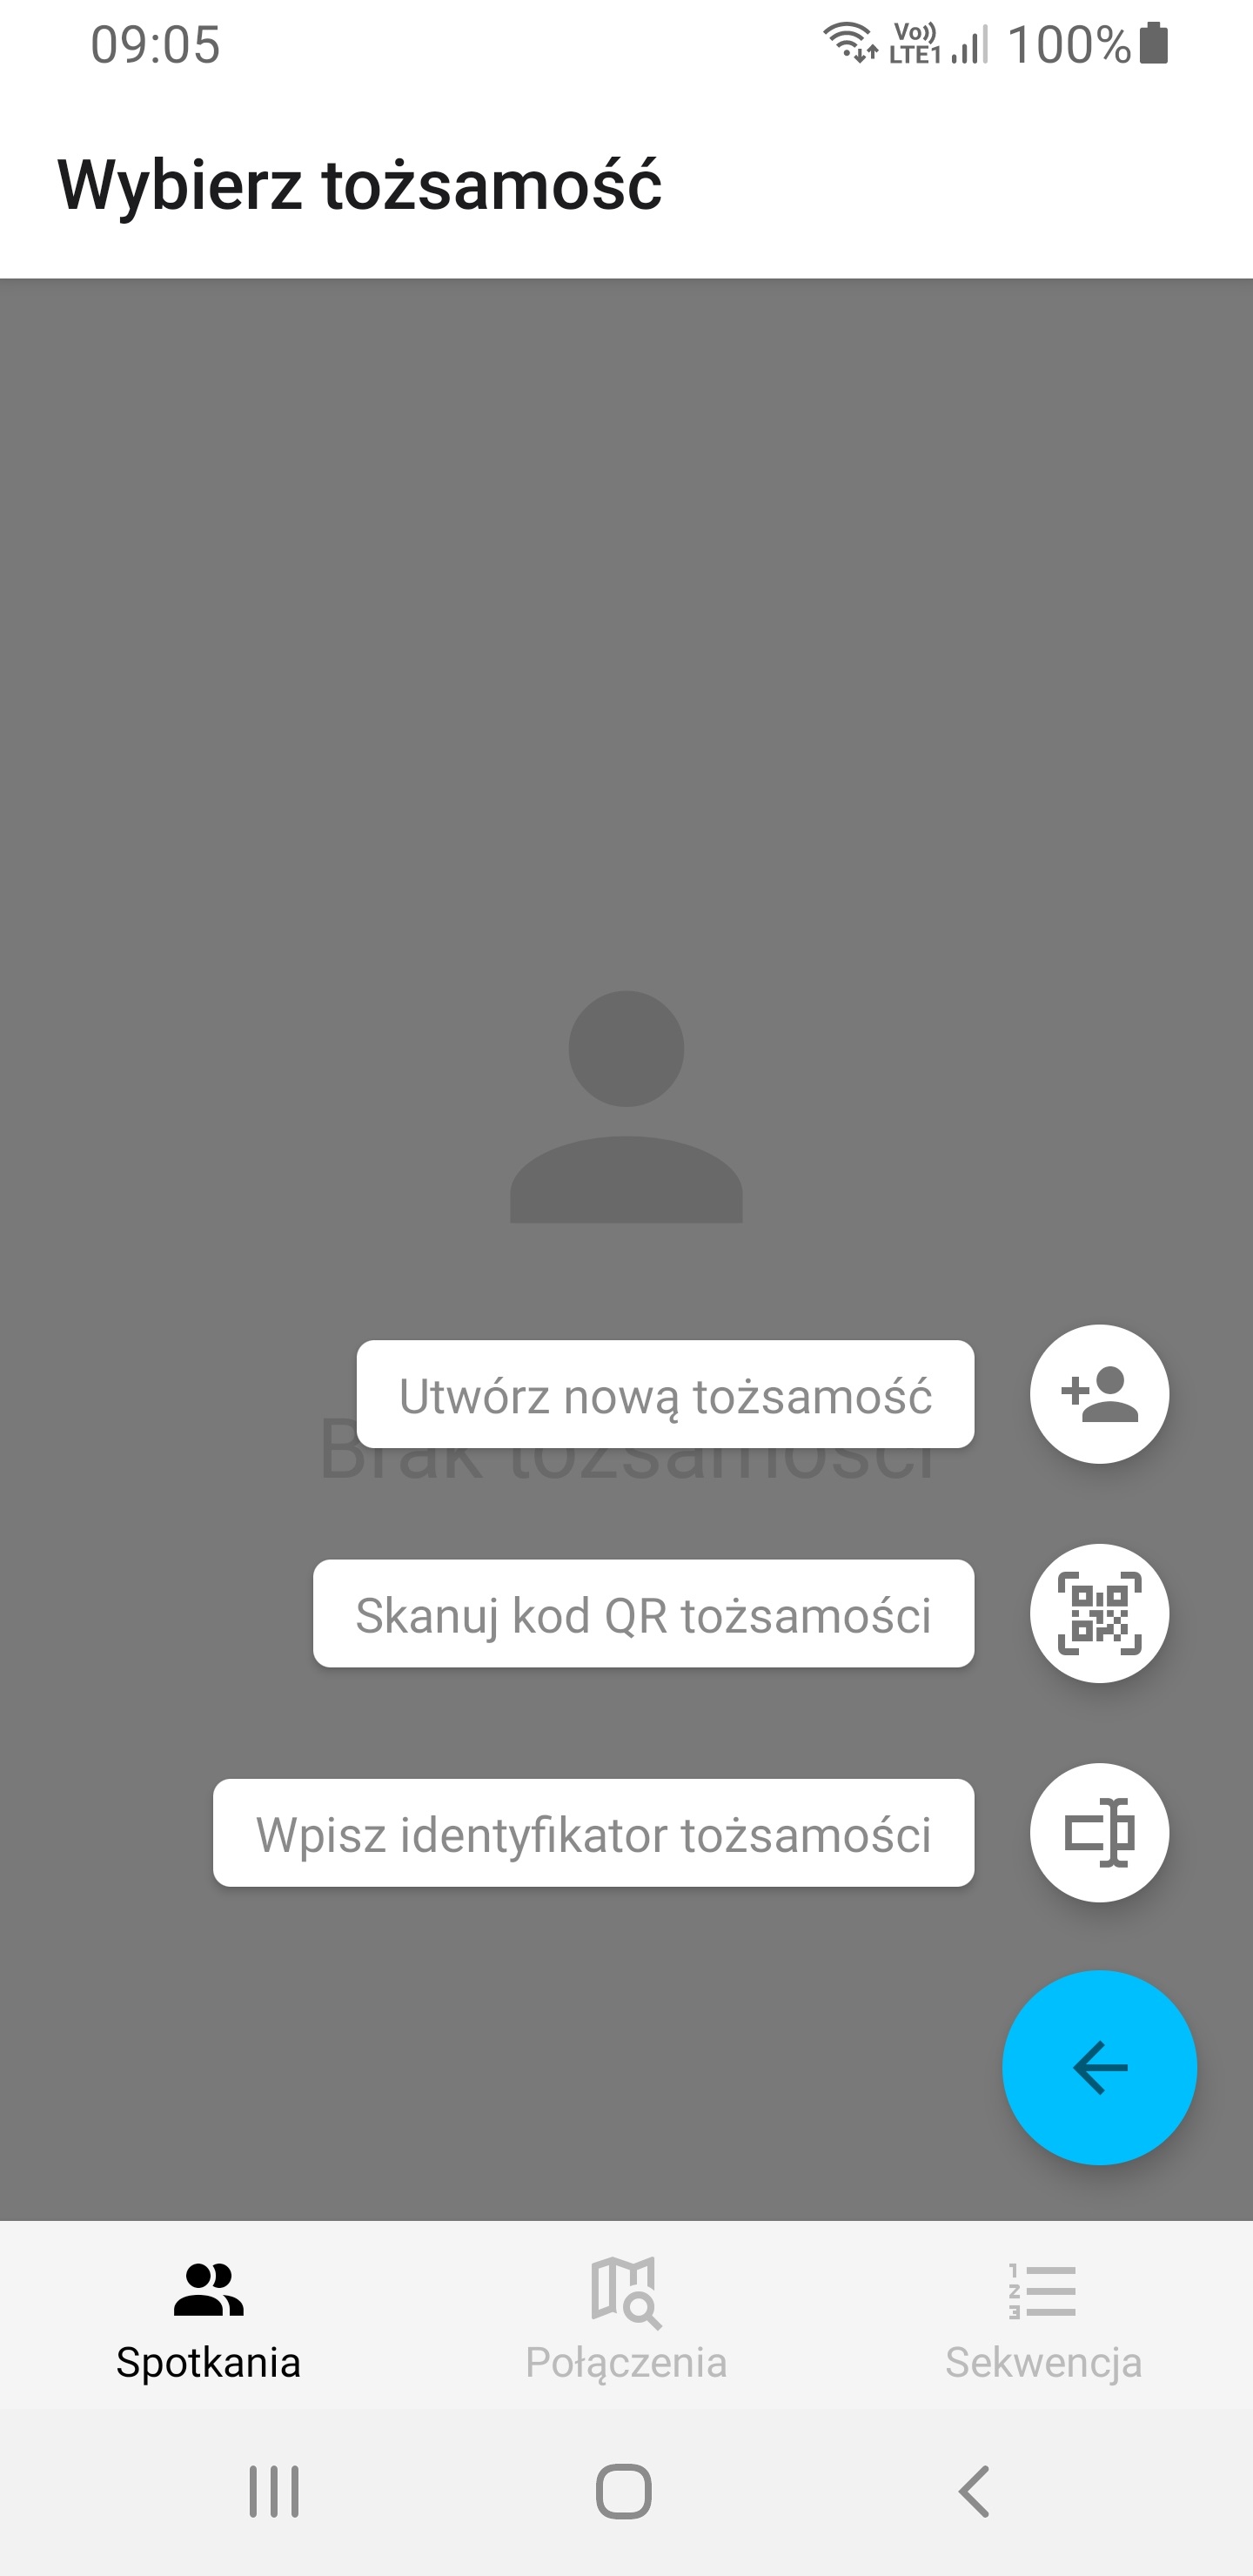 09:05
Vo))
LTE1
100%
Wybierz tożsamość
Utwórz nową tożsamość
Brak tożsamości
Skanuj kod QR tożsamości
Wpisz identyfikator tożsamości
Spotkania
Połączenia
Sekwencja